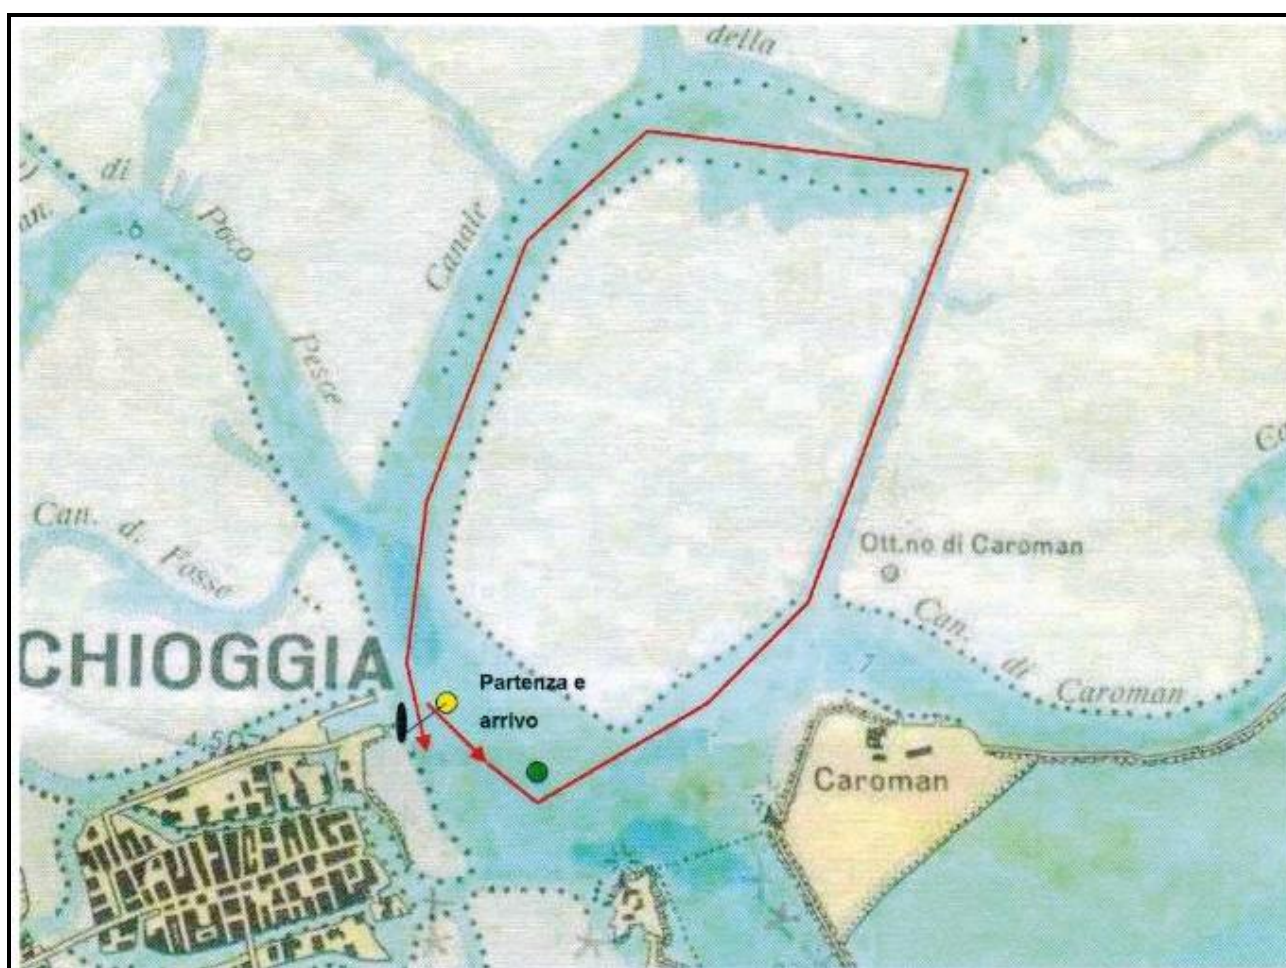 della
di
Poco
Pesce
Canale
Can. d. Fosse
CHIOGGIA
Partenza e
arrivo
Ott.no di Caroman
Can.
di
Caroman
7
Caroman